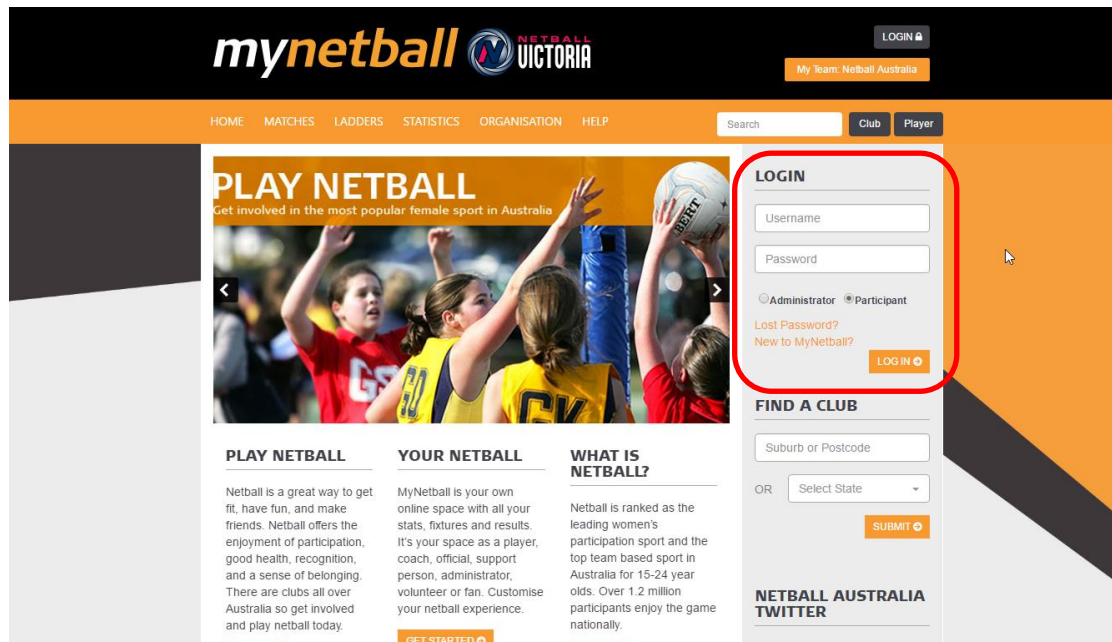 mynetball NETBALL VICTORIA
LOGIN
My Team: Netball Australia
HOME MATCHES LADDERS STATISTICS ORGANISATION HELP
Search
Club Player
PLAY NETBALL
Get involved in the most popular female sport in Australia
BERT
GS
GD
GK
LOGIN
Username
Password
Administrator Participant
Lost Password?
New to MyNetball?
LOG IN
FIND A CLUB
Suburb or Postcode
OR Select State
SUBMIT
NETBALL AUSTRALIA
TWITTER
PLAY NETBALL
Netball is a great way to get
fit, have fun, and make
friends. Netball offers the
enjoyment of participation,
good health, recognition,
and a sense of belonging.
There are clubs all over
Australia so get involved
and play netball today.
YOUR NETBALL
MyNetball is your own
online space with all your
stats, fixtures and results.
It's your space as a player,
coach, official, support
person, administrator,
volunteer or fan. Customise
your netball experience.
GET STARTED
WHAT IS
NETBALL?
Netball is ranked as the
leading women's
participation sport and the
top team based sport in
Australia for 15-24 year
olds. Over 1.2 million
participants enjoy the game
nationally.